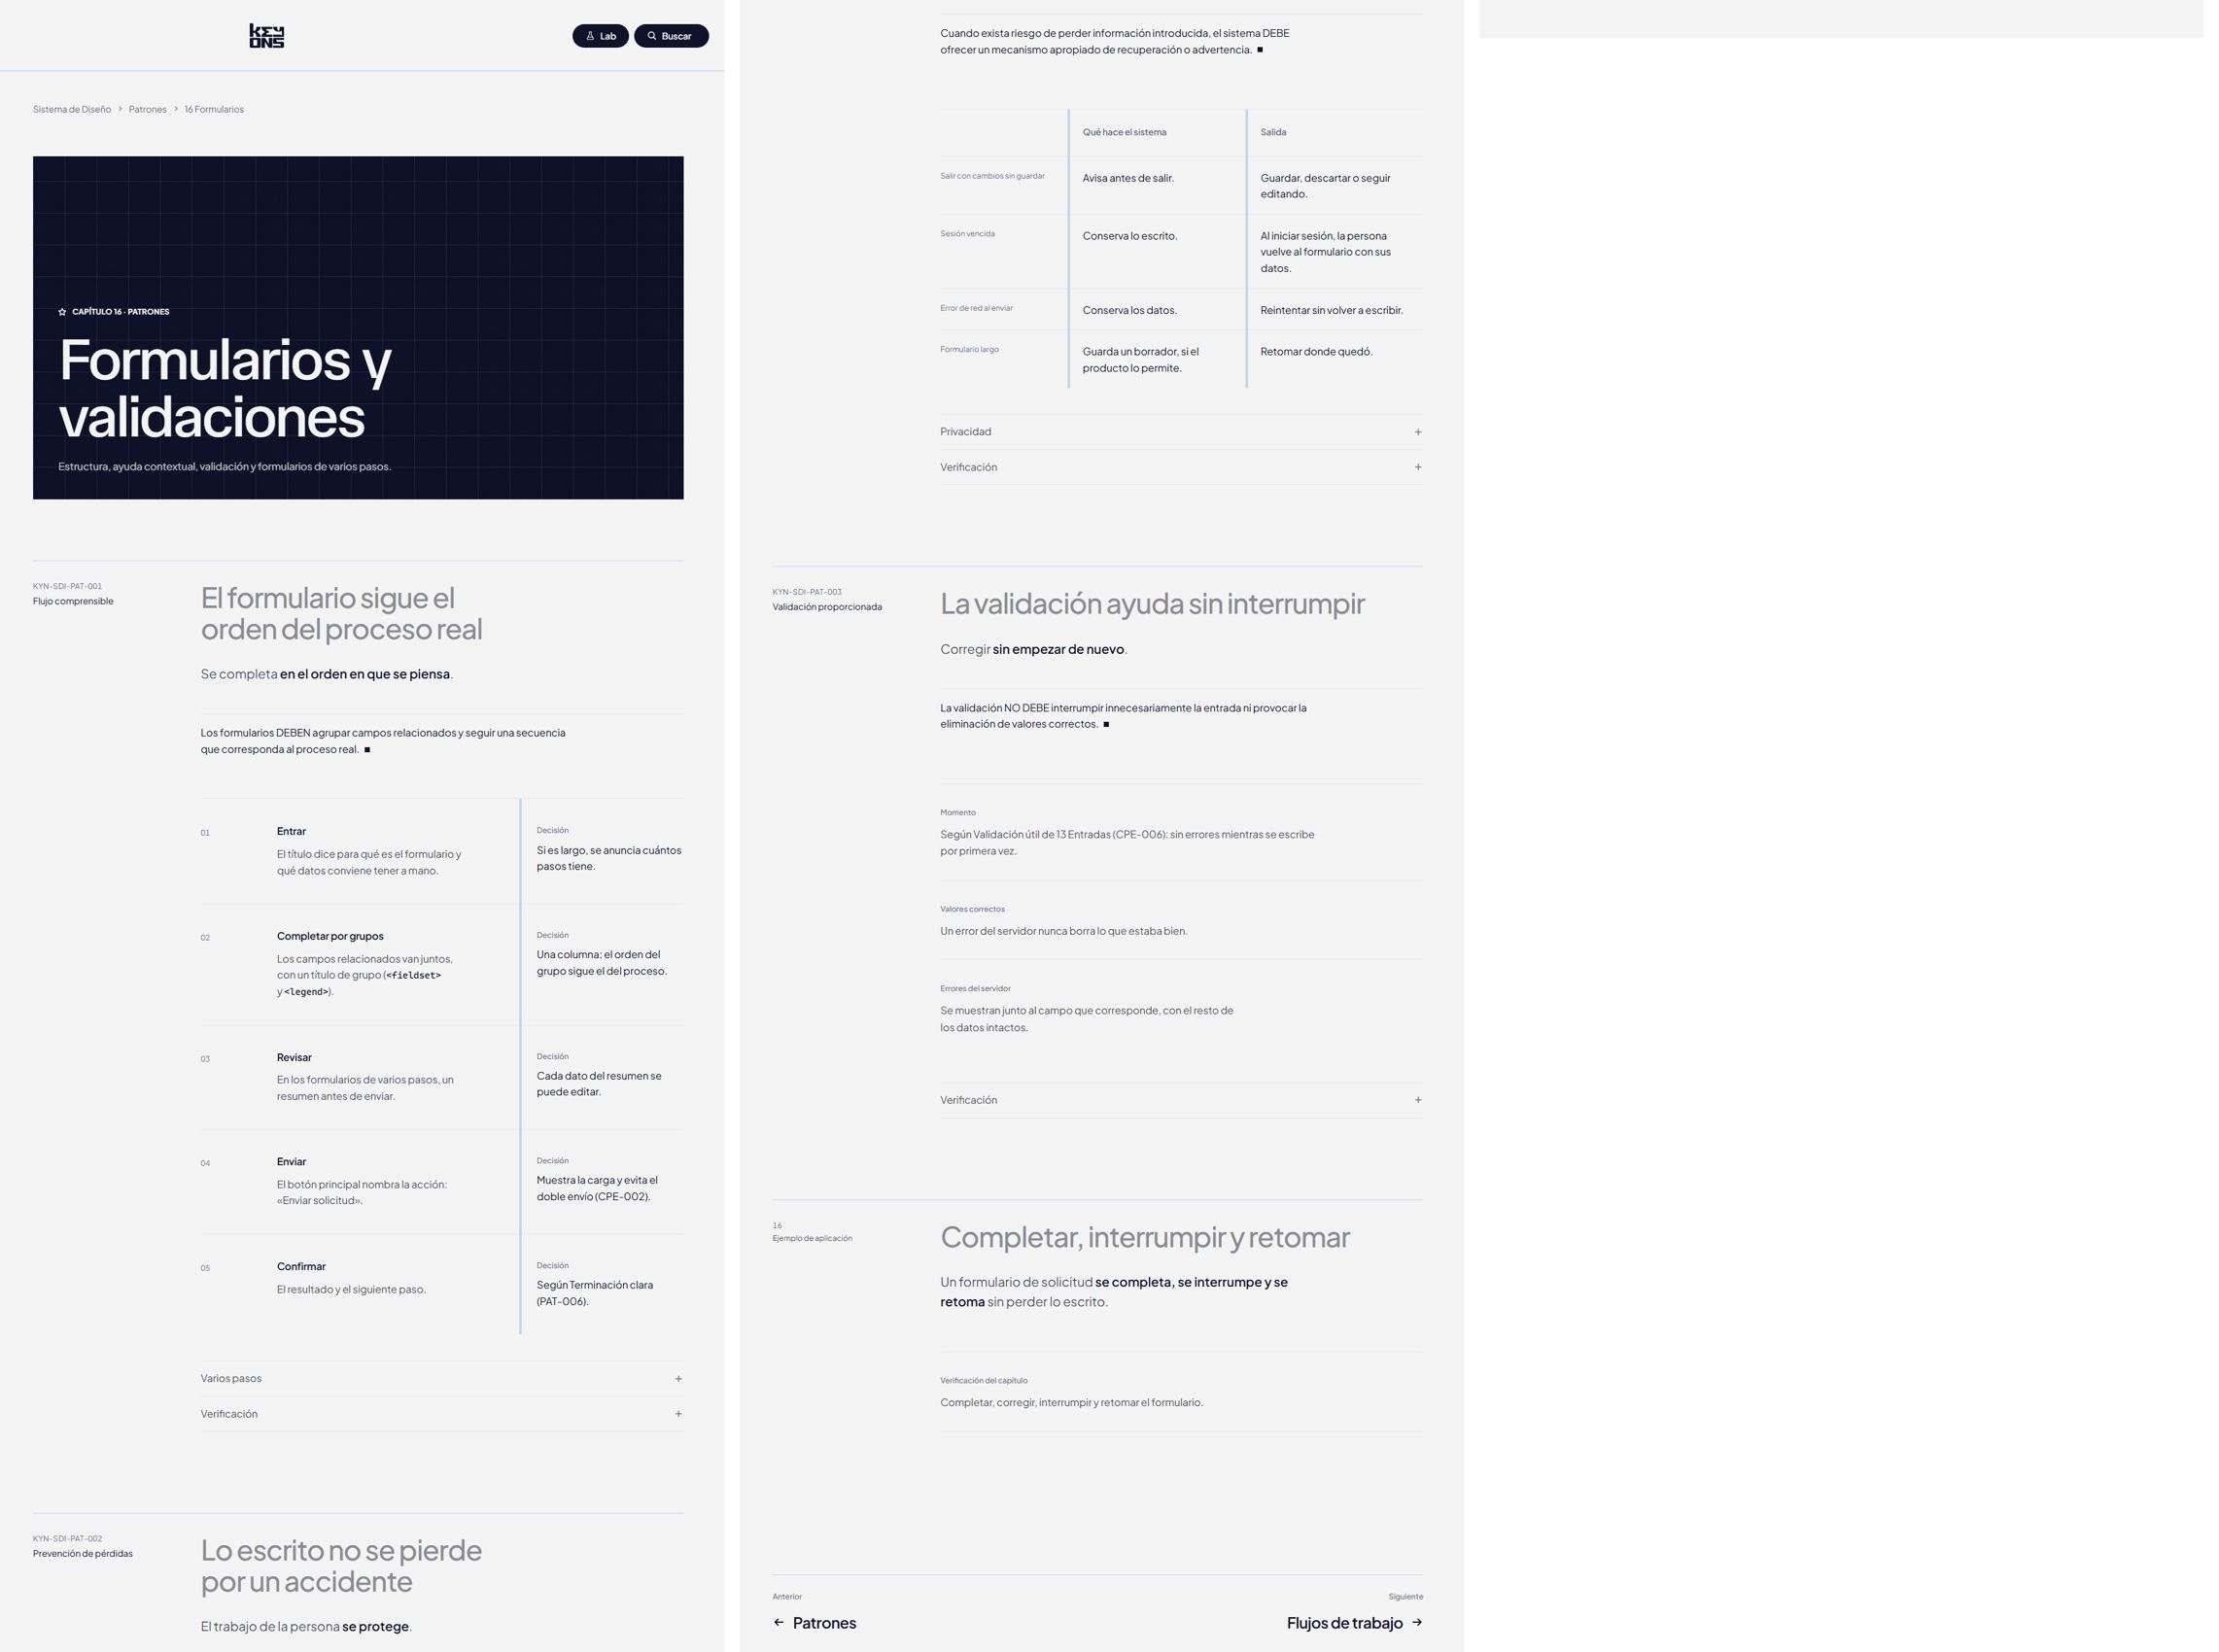 KEY
ONS
Lab
Buscar
Sistema de Diseño > Patrones > 16 Formularios
CAPÍTULO 16 · PATRONES
Formularios y
validaciones
Estructura, ayuda contextual, validación y formularios de varios pasos.
KYN-SDI-PAT-001
Flujo comprensible
El formulario sigue el
orden del proceso real
Se completa en el orden en que se piensa.
Los formularios DEBEN agrupar campos relacionados y seguir una secuencia
que corresponda al proceso real. ■
01
Entrar
El título dice para qué es el formulario y
qué datos conviene tener a mano.
Decisión
Si es largo, se anuncia cuántos
pasos tiene.
02
Completar por grupos
Los campos relacionados van juntos,
con un título de grupo (<fieldset>
y <legend>).
Decisión
Una columna; el orden del
grupo sigue el del proceso.
03
Revisar
En los formularios de varios pasos, un
resumen antes de enviar.
Decisión
Cada dato del resumen se
puede editar.
04
Enviar
El botón principal nombra la acción:
«Enviar solicitud».
Decisión
Muestra la carga y evita el
doble envío (CPE-002).
05
Confirmar
El resultado y el siguiente paso.
Decisión
Según Terminación clara
(PAT-006).
Varios pasos +
Verificación +
KYN-SDI-PAT-002
Prevención de pérdidas
Lo escrito no se pierde
por un accidente
El trabajo de la persona se protege.
Cuando exista riesgo de perder información introducida, el sistema DEBE
ofrecer un mecanismo apropiado de recuperación o advertencia. ■
Qué hace el sistema
Salida
Salir con cambios sin guardar
Avisa antes de salir.
Guardar, descartar o seguir
editando.
Sesión vencida
Conserva lo escrito.
Al iniciar sesión, la persona
vuelve al formulario con sus
datos.
Error de red al enviar
Conserva los datos.
Reintentar sin volver a escribir.
Formulario largo
Guarda un borrador, si el
producto lo permite.
Retomar donde quedó.
Privacidad +
Verificación +
KYN-SDI-PAT-003
Validación proporcionada
La validación ayuda sin interrumpir
Corregir sin empezar de nuevo.
La validación NO DEBE interrumpir innecesariamente la entrada ni provocar la
eliminación de valores correctos. ■
Momento
Según Validación útil de 13 Entradas (CPE-006): sin errores mientras se escribe
por primera vez.
Valores correctos
Un error del servidor nunca borra lo que estaba bien.
Errores del servidor
Se muestran junto al campo que corresponde, con el resto de
los datos intactos.
Verificación +
16
Ejemplo de aplicación
Completar, interrumpir y retomar
Un formulario de solicitud se completa, se interrumpe y se
retoma sin perder lo escrito.
Verificación del capítulo
Completar, corregir, interrumpir y retomar el formulario.
Anterior
← Patrones
Siguiente
Flujos de trabajo →